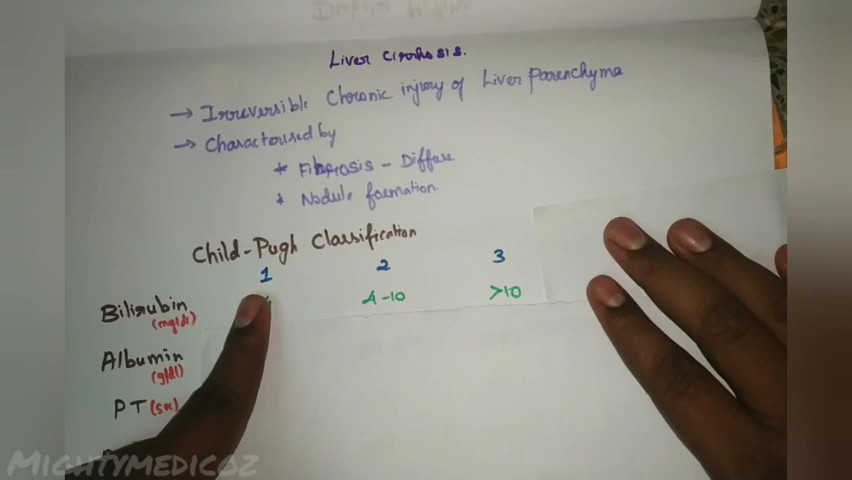 Liver Cirrhosis.
→ Irreversible Chronic injury of Liver Parenchyma
→ Characterised by
* Fibrosis - Diffuse
* Nodule formation.
Child-Pugh Classification
1 2 3
Bilirubin 4-10 >10
(mg/dl)
Albumin
(g/dl)
PT (sec)
MIGHTYMEDICOZ